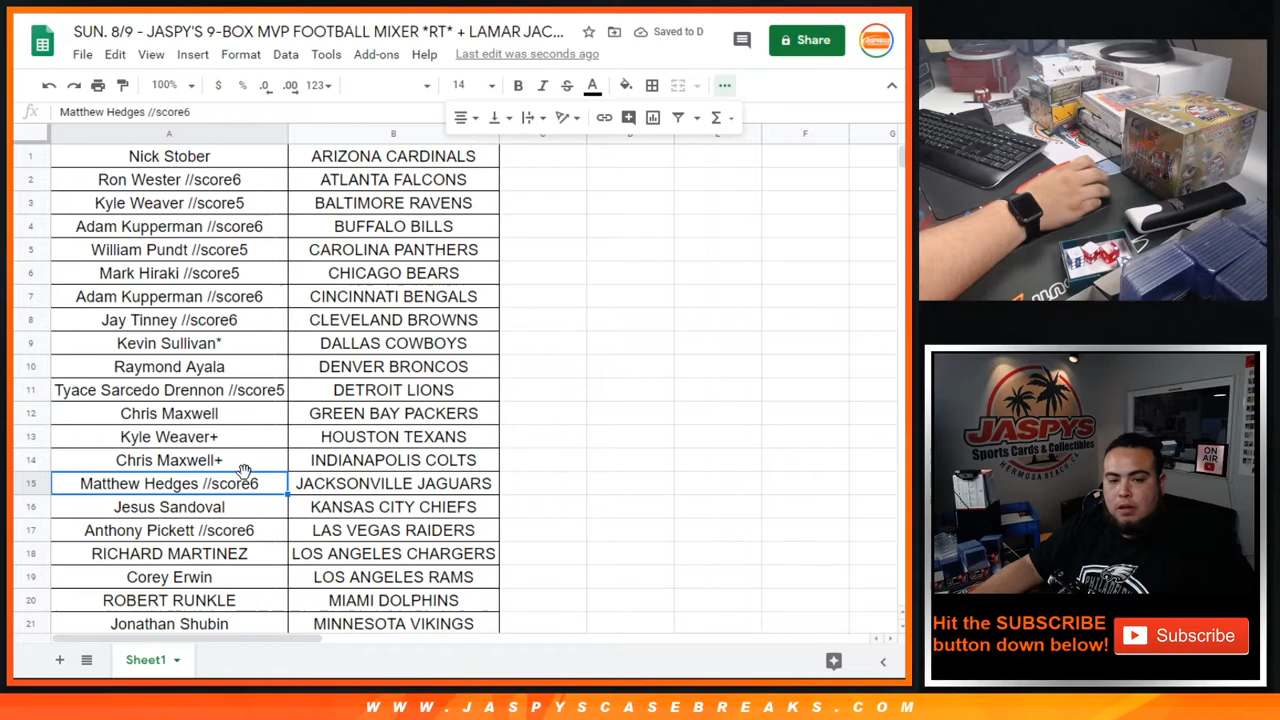 SUN. 8/9 - JASPY'S 9-BOX MVP FOOTBALL MIXER *RT* + LAMAR JAC...
Saved to D
Share
File Edit View Insert Format Data Tools Add-ons Help Last edit was seconds ago
100% $ % .0 .00 123 14 B I S A
fx Matthew Hedges //score6
A B C D E F G
1 Nick Stober ARIZONA CARDINALS
2 Ron Wester //score6 ATLANTA FALCONS
3 Kyle Weaver //score5 BALTIMORE RAVENS
4 Adam Kupperman //score6 BUFFALO BILLS
5 William Pundt //score5 CAROLINA PANTHERS
6 Mark Hiraki //score5 CHICAGO BEARS
7 Adam Kupperman //score6 CINCINNATI BENGALS
8 Jay Tinney //score6 CLEVELAND BROWNS
9 Kevin Sullivan* DALLAS COWBOYS
10 Raymond Ayala DENVER BRONCOS
11 Tyace Sarcedo Drennon //score5 DETROIT LIONS
12 Chris Maxwell GREEN BAY PACKERS
13 Kyle Weaver+ HOUSTON TEXANS
14 Chris Maxwell+ INDIANAPOLIS COLTS
15 Matthew Hedges //score6 JACKSONVILLE JAGUARS
16 Jesus Sandoval KANSAS CITY CHIEFS
17 Anthony Pickett //score6 LAS VEGAS RAIDERS
18 RICHARD MARTINEZ LOS ANGELES CHARGERS
19 Corey Erwin LOS ANGELES RAMS
20 ROBERT RUNKLE MIAMI DOLPHINS
21 Jonathan Shubin MINNESOTA VIKINGS
Sheet1
JASPYS
Sports Cards & Collectibles
HERMOSA BEACH
ON AIR
PHILADELPHIA
Hit the SUBSCRIBE
button down below!
Subscribe
WWW.JASPYSCASEBREAKS.COM